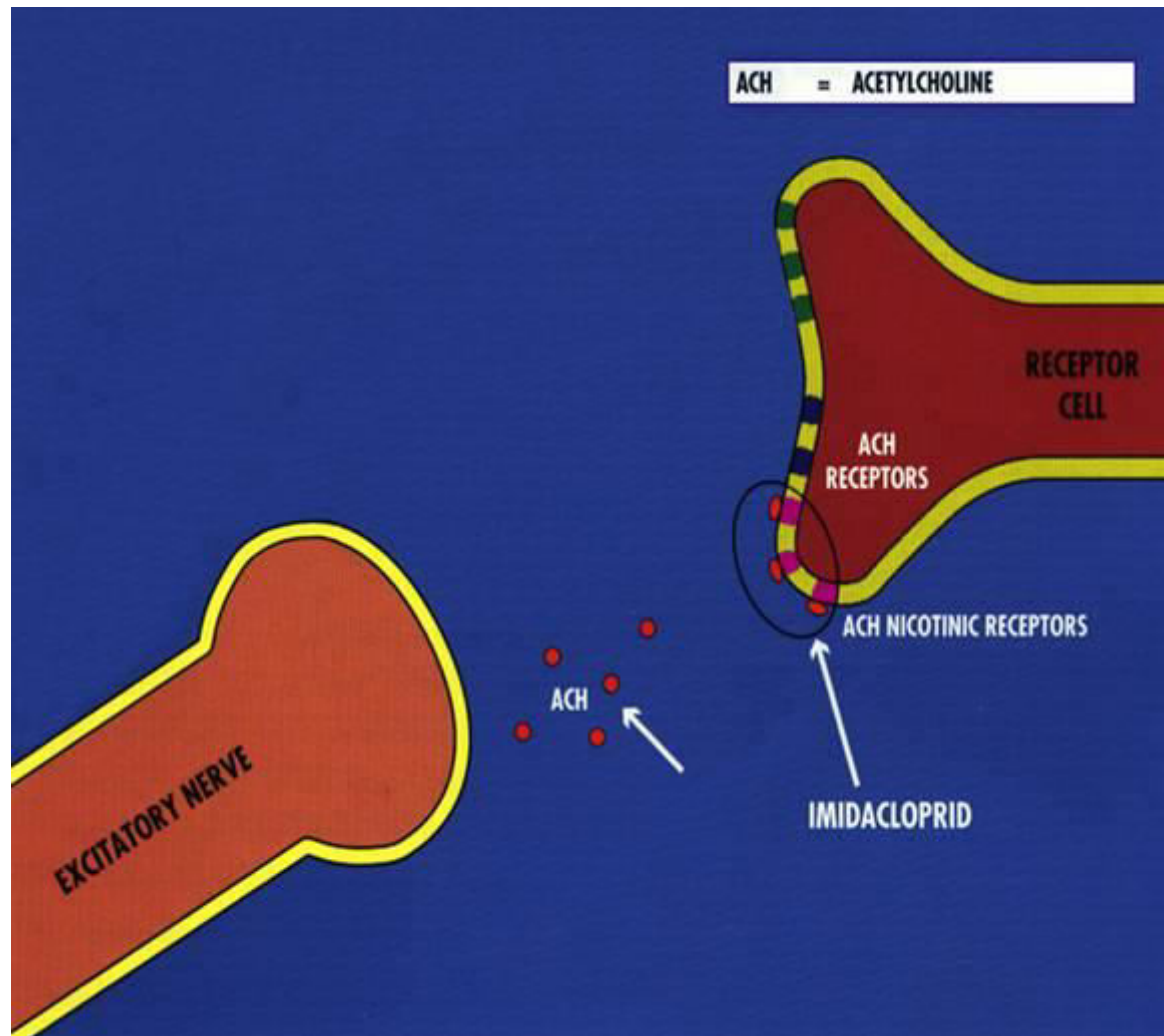 ACH = ACETYLCHOLINE
RECEPTOR
CELL
ACH
RECEPTORS
ACH NICOTINIC RECEPTORS
ACH
IMIDACLOPRID
EXCITATORY NERVE